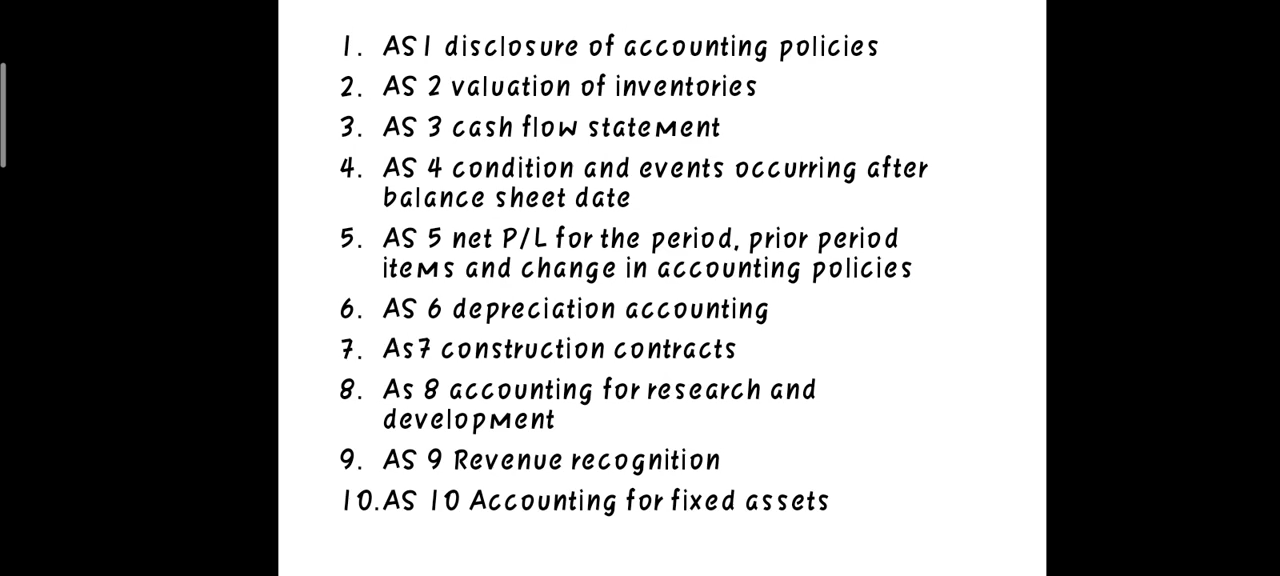 1. AS1 disclosure of accounting policies
2. AS 2 valuation of inventories
3. AS 3 cash flow statement
4. AS 4 condition and events occurring after
balance sheet date
5. AS 5 net P/L for the period, prior period
items and change in accounting policies
6. AS 6 depreciation accounting
7. As7 construction contracts
8. As 8 accounting for research and
development
9. AS 9 Revenue recognition
10.AS 10 Accounting for fixed assets